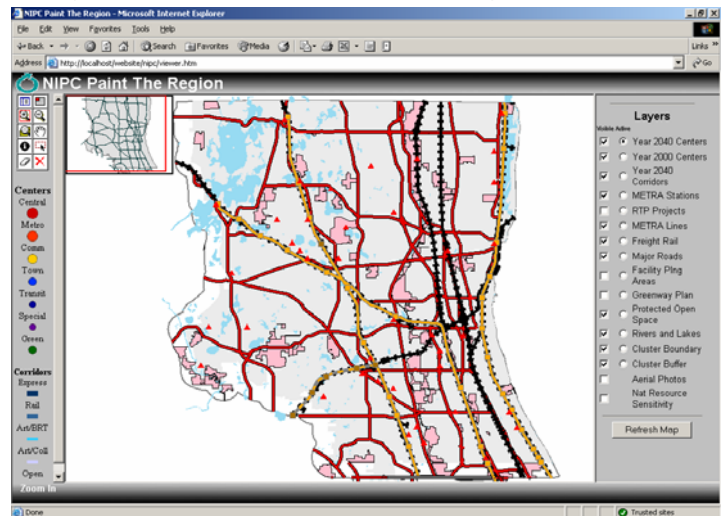 NIPC Paint The Region - Microsoft Internet Explorer
File Edit View Favorites Tools Help
Back Search Favorites Media
Links
Address http://localhost/website/nipc/viewer.htm
Go
NIPC Paint The Region
Layers
Visible Active
Year 2040 Centers
Year 2000 Centers
Year 2040
Corridors
METRA Stations
RTP Projects
METRA Lines
Freight Rail
Major Roads
Facility Plng
Areas
Greenway Plan
Protected Open
Space
Rivers and Lakes
Cluster Boundary
Cluster Buffer
Aerial Photos
Nat Resource
Sensitivity
Refresh Map
Centers
Central
Metro
Comm
Town
Transit
Special
Green
Corridors
Express
Rail
Art/BRT
Art/Coll
Open
Zoom In
Done
Trusted sites